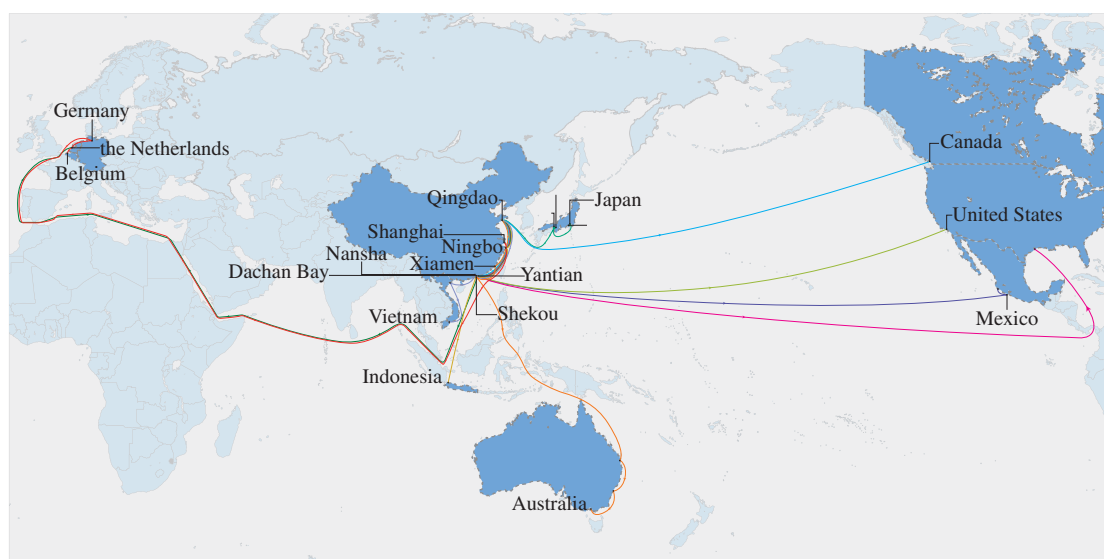 Germany
the Netherlands
Belgium
Canada
Qingdao
Japan
United States
Shanghai
Ningbo
Nansha
Xiamen
Dachan Bay
Yantian
Vietnam
Shekou
Mexico
Indonesia
Australia